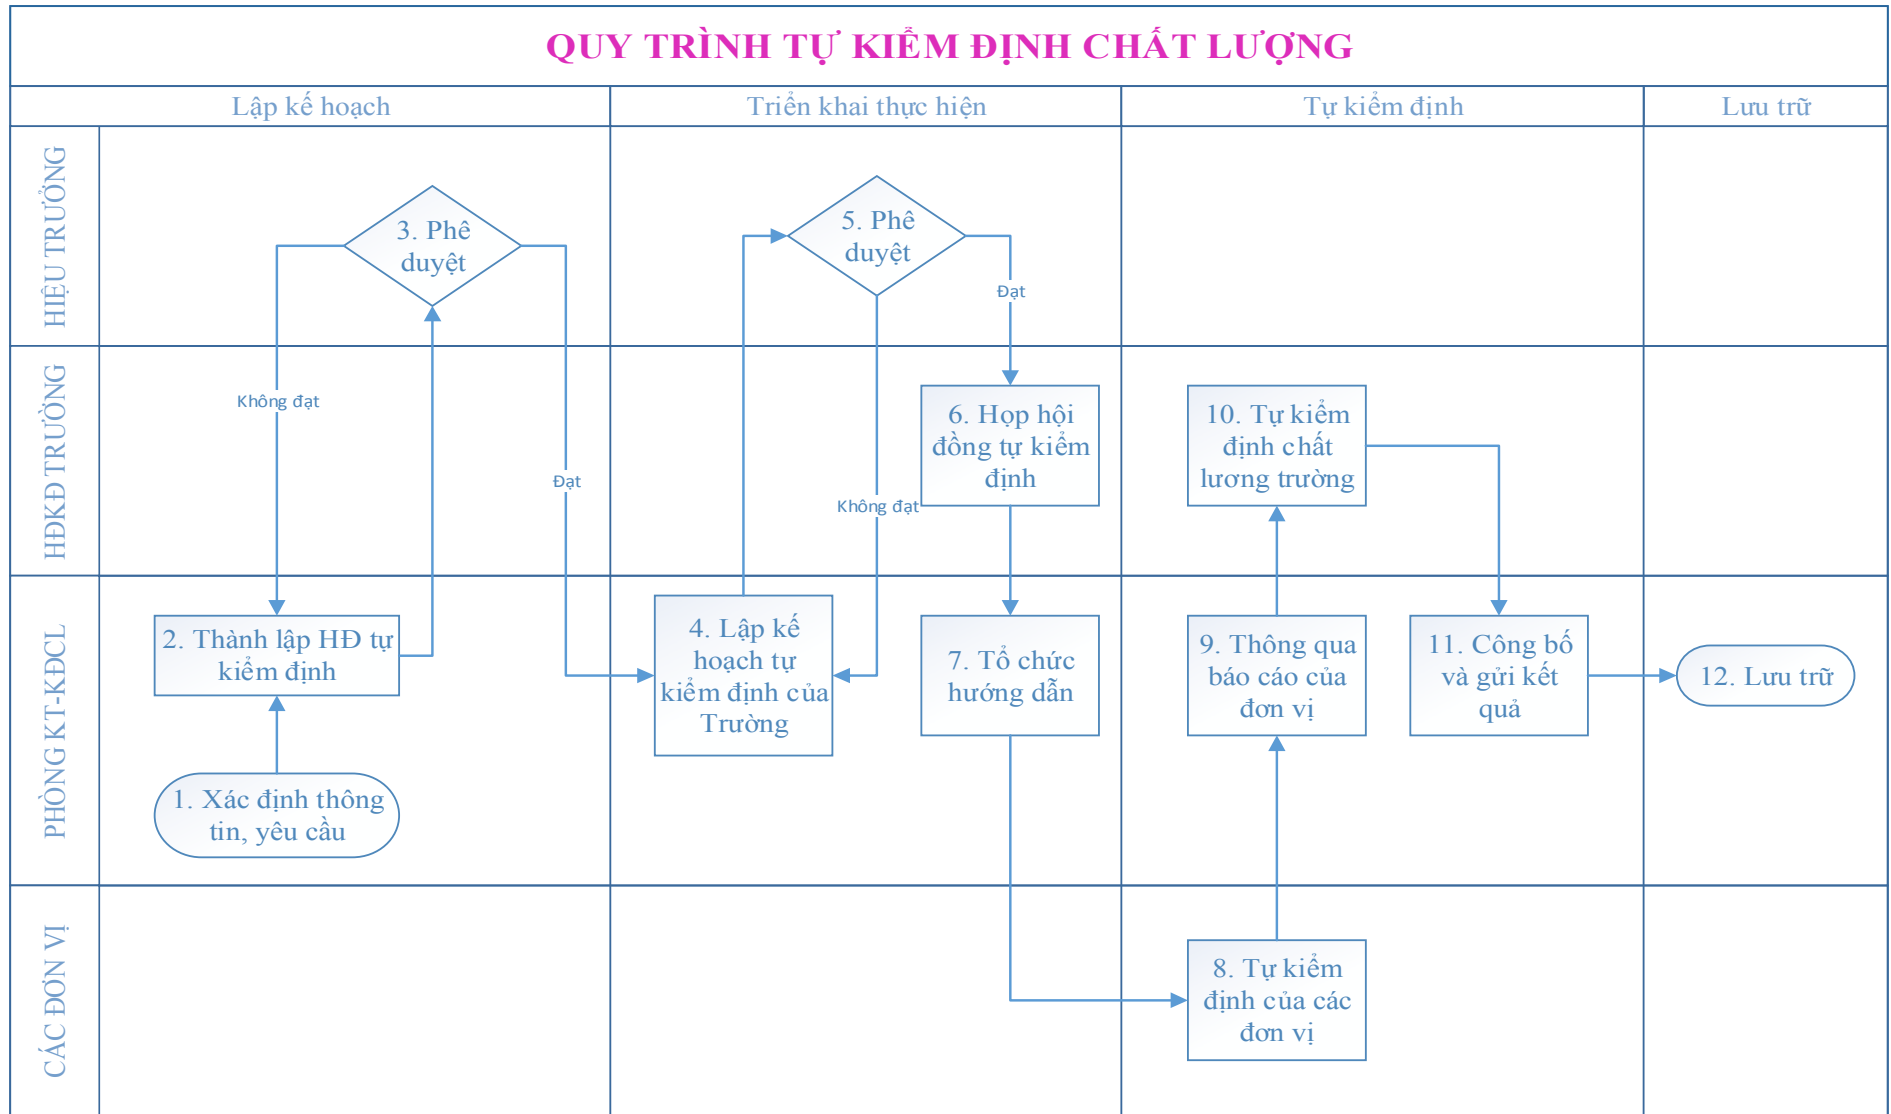 QUY TRÌNH TỰ KIỂM ĐỊNH CHẤT LƯỢNG
Lập kế hoạch
Triển khai thực hiện
Tự kiểm định
Lưu trữ
HIỆU TRƯỞNG
3. Phê
duyệt
5. Phê
duyệt
Đạt
HĐKĐ TRƯỜNG
Không đạt
Đạt
Không đạt
6. Họp hội
đồng tự kiểm
định
10. Tự kiểm
định chất
lương trường
PHÒNG KT-KĐCL
2. Thành lập HĐ tự
kiểm định
1. Xác định thông
tin, yêu cầu
4. Lập kế
hoạch tự
kiểm định của
Trường
7. Tổ chức
hướng dẫn
9. Thông qua
báo cáo của
đơn vị
11. Công bố
và gửi kết
quả
12. Lưu trữ
CÁC ĐƠN VỊ
8. Tự kiểm
định của các
đơn vị